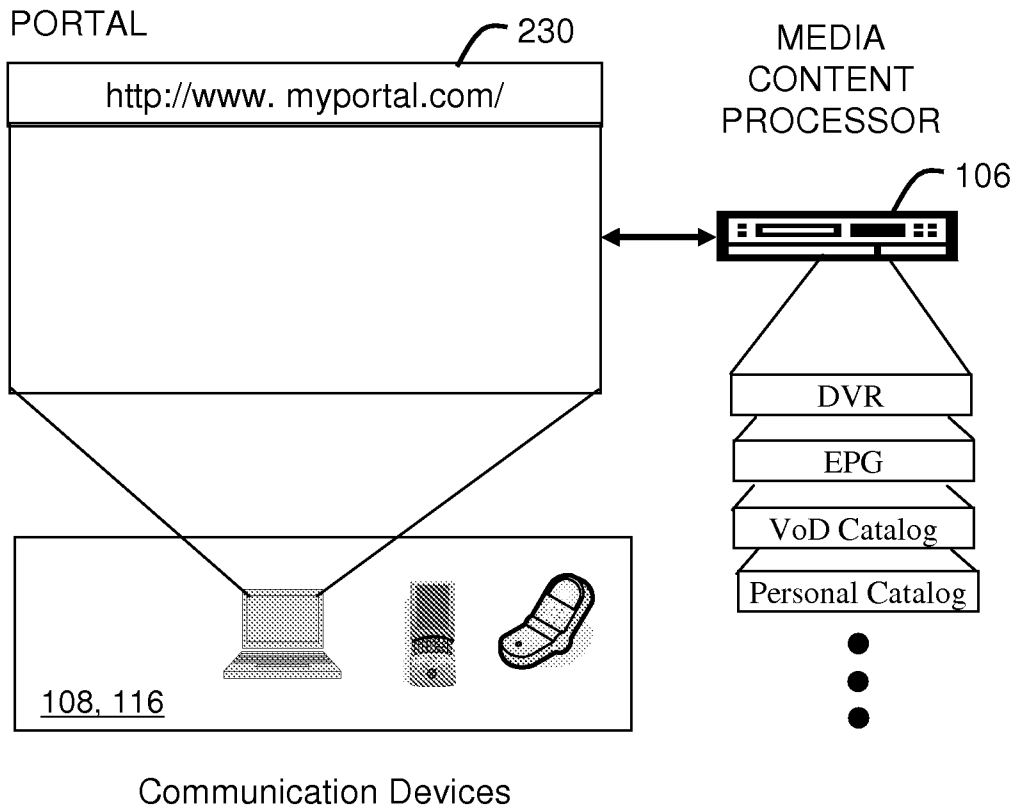 PORTAL
230
http://www. myportal.com/
MEDIA
CONTENT
PROCESSOR
106
DVR
EPG
VoD Catalog
Personal Catalog
108, 116
Communication Devices